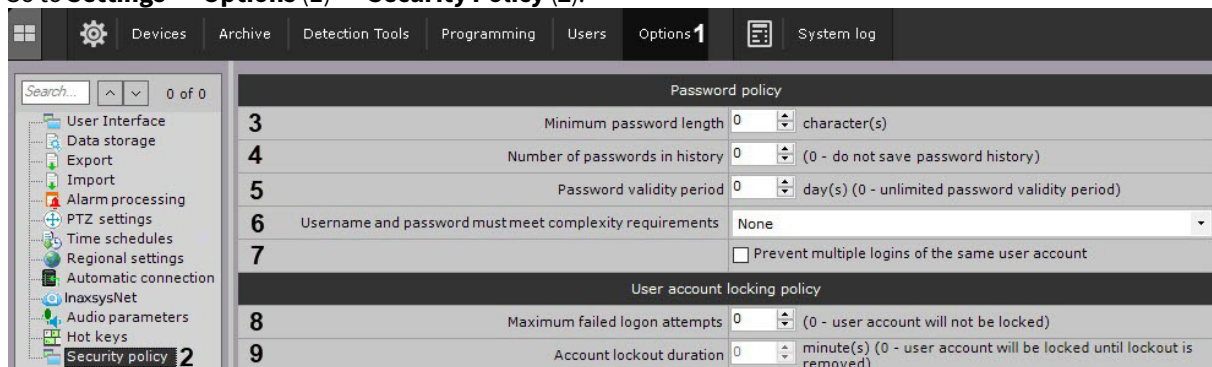 Go to Settings Options (1) Security Policy (2).
Devices Archive Detection Tools Programming Users Options 1 System log
Search... 0 of 0
User Interface
Data storage
Export
Import
Alarm processing
PTZ settings
Time schedules
Regional settings
Automatic connection
InaxsysNet
Audio parameters
Hot keys
Security policy 2
Password policy
3 Minimum password length 0 character(s)
4 Number of passwords in history 0 (0 - do not save password history)
5 Password validity period 0 day(s) (0 - unlimited password validity period)
6 Username and password must meet complexity requirements None
7 Prevent multiple logins of the same user account
User account locking policy
8 Maximum failed logon attempts 0 (0 - user account will not be locked)
9 Account lockout duration 0 minute(s) (0 - user account will be locked until lockout is
removed)